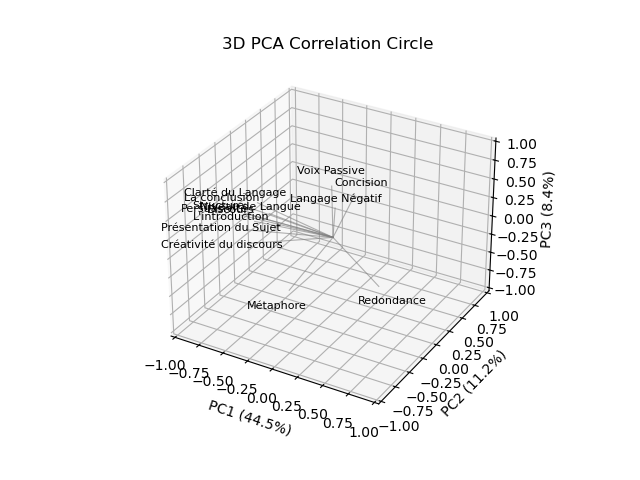 3D PCA Correlation Circle
Voix Passive
Concision
Clarté du Langage
La conclusion
Langage Négatif
Structure
L'introduction
Présentation du Sujet
Créativité du discours
Métaphore
Redondance
1.00
0.75
0.50
0.25
0.00
−0.25
−0.50
−0.75
−1.00
PC3 (8.4%)
1.00
0.75
0.50
0.25
0.00
−0.25
−0.50
−0.75
−1.00
PC2 (11.2%)
−1.00
−0.75
−0.50
−0.25
0.00
0.25
0.50
0.75
1.00
PC1 (44.5%)